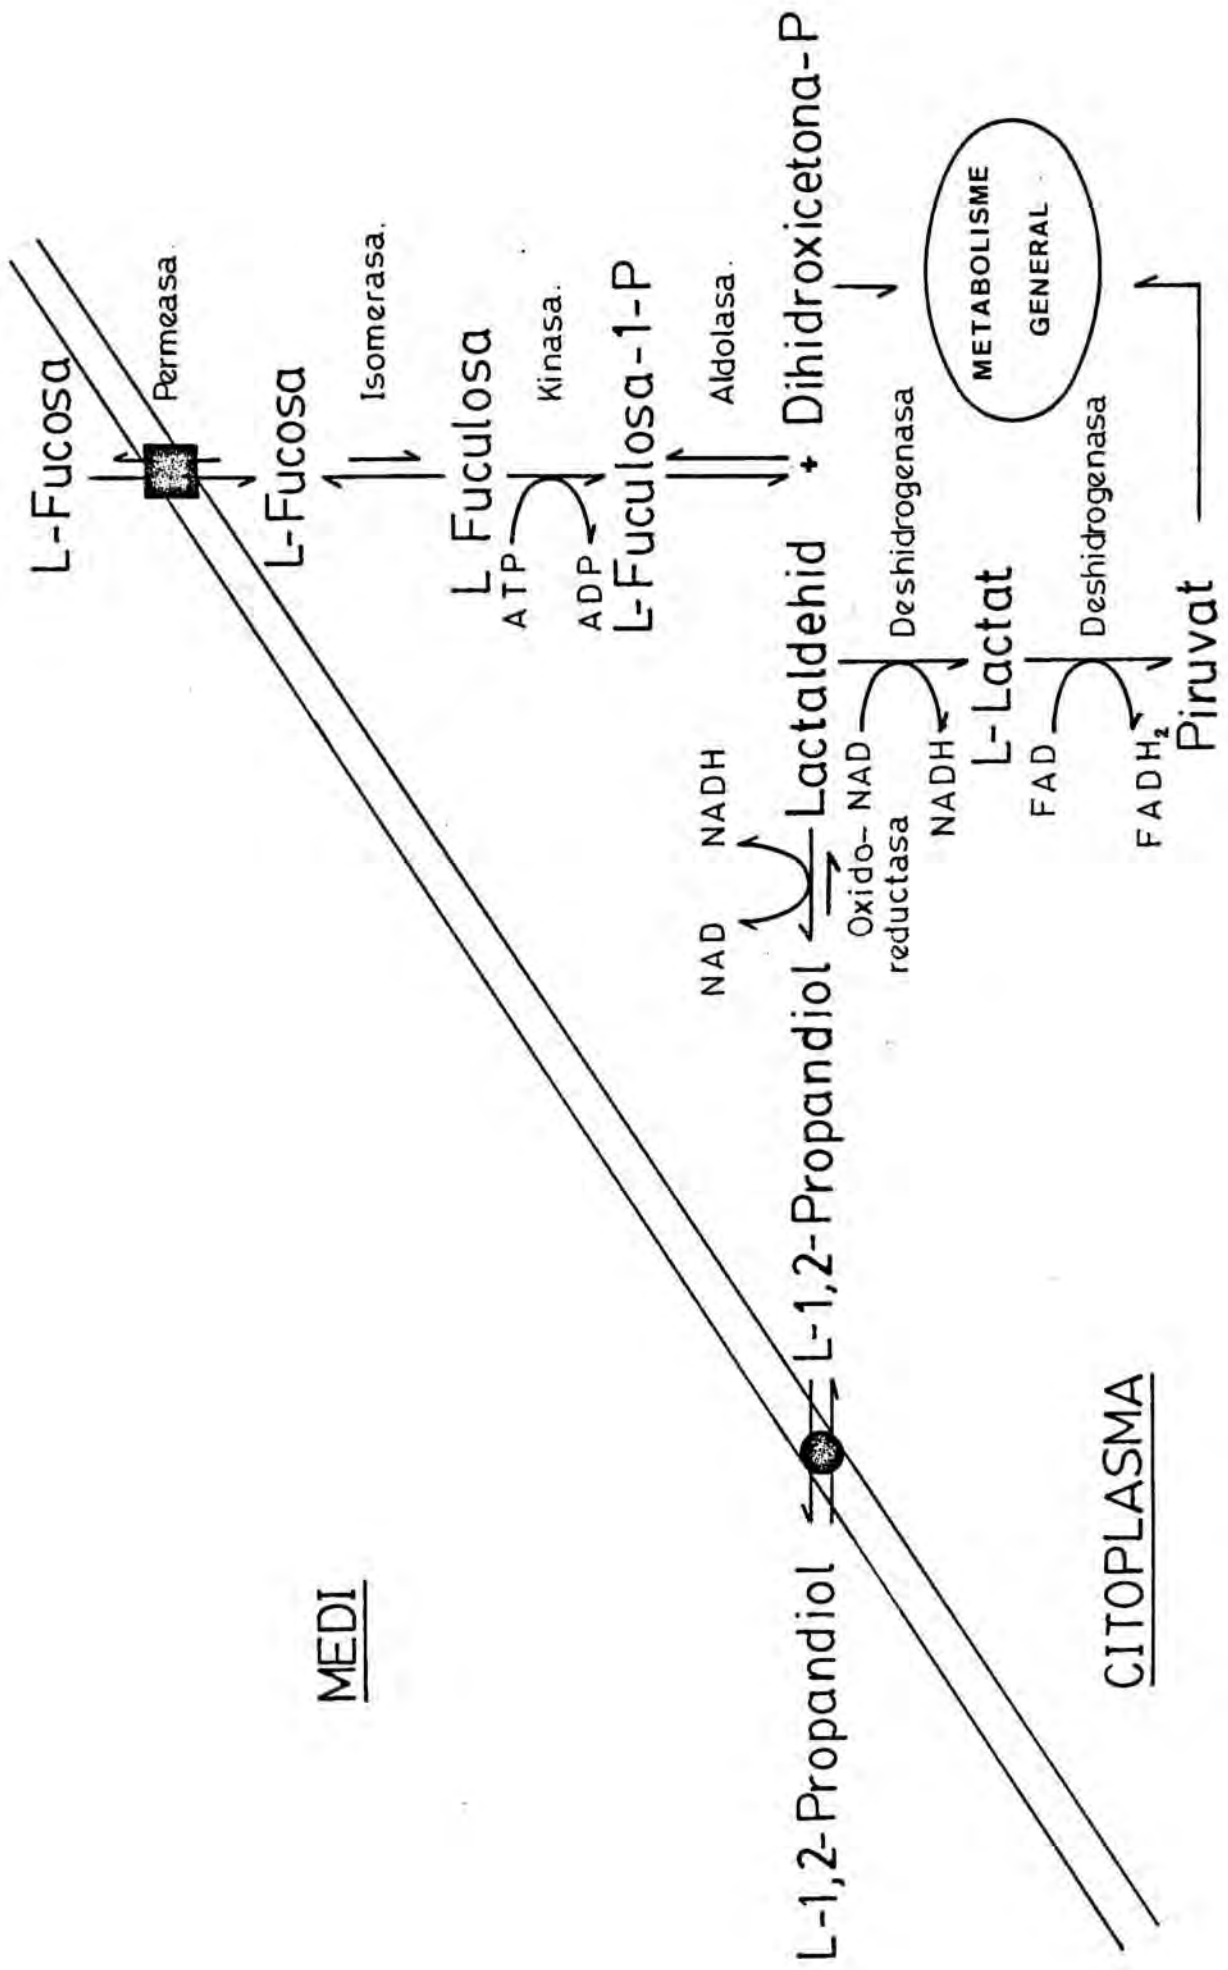 L-Fucosa
Permeasa.
L-Fucosa
Isomerasa.
L Fuculosa
ATP
Kinasa.
ADP
L-Fuculosa-1-P
Aldolasa.
NAD
NADH
L-1,2-Propandiol
L-1,2-Propandiol
Lactaldehid
+
Dihidroxicetona-P
Oxido-
reductasa
NAD
Deshidrogenasa
NADH
L-Lactat
FAD
Deshidrogenasa
FADH₂
Piruvat
METABOLISME
GENERAL
MEDI
CITOPLASMA